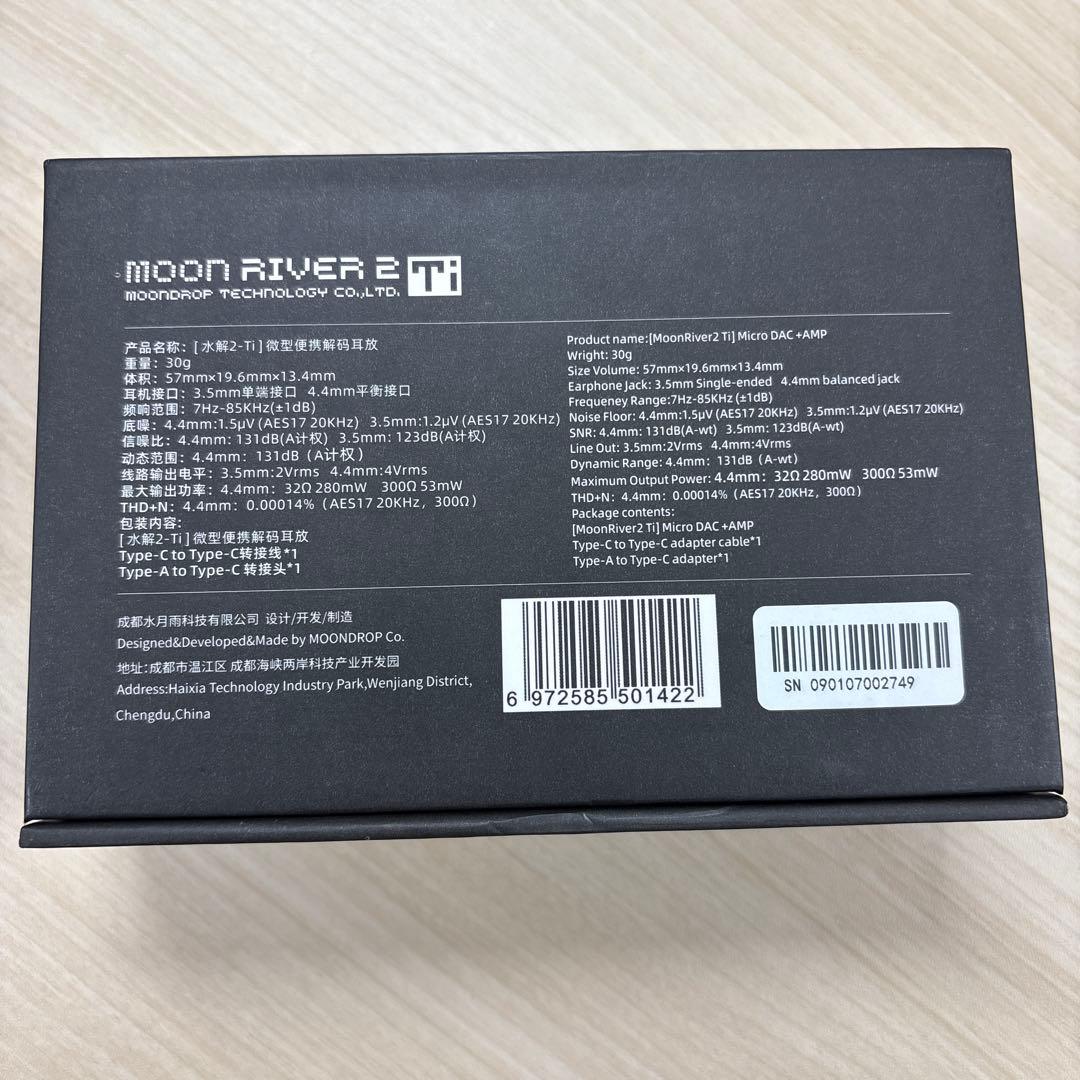 MOON RIVER 2 Ti
MOONDROP TECHNOLOGY CO.,LTD.
产品名称：[ 水解2-Ti ] 微型便携解码耳放
重量：30g
体积：57mm×19.6mm×13.4mm
耳机接口：3.5mm单端接口 4.4mm平衡接口
频响范围：7Hz-85KHz(±1dB)
底噪：4.4mm:1.5μV (AES17 20KHz) 3.5mm:1.2μV (AES17 20KHz)
信噪比：4.4mm: 131dB(A计权) 3.5mm: 123dB(A计权)
动态范围：4.4mm：131dB（A计权）
线路输出电平：3.5mm:2Vrms 4.4mm:4Vrms
最大输出功率：4.4mm：32Ω 280mW 300Ω 53mW
THD+N：4.4mm：0.00014%（AES17 20KHz，300Ω）
包装内容:
[ 水解2-Ti ] 微型便携解码耳放
Type-C to Type-C转接线*1
Type-A to Type-C 转接头*1
Product name:[MoonRiver2 Ti] Micro DAC +AMP
Wright: 30g
Size Volume: 57mm×19.6mm×13.4mm
Earphone Jack: 3.5mm Single-ended 4.4mm balanced jack
Frequeney Range:7Hz-85KHz (±1dB)
Noise Floor: 4.4mm:1.5μV (AES17 20KHz) 3.5mm:1.2μV (AES17 20KHz)
SNR: 4.4mm: 131dB(A-wt) 3.5mm: 123dB(A-wt)
Line Out: 3.5mm:2Vrms 4.4mm:4Vrms
Dynamic Range: 4.4mm：131dB (A-wt)
Maximum Output Power: 4.4mm：32Ω 280mW 300Ω 53mW
THD+N：4.4mm：0.00014%（AES17 20KHz，300Ω）
Package contents:
[MoonRiver2 Ti] Micro DAC +AMP
Type-C to Type-C adapter cable*1
Type-A to Type-C adapter*1
成都水月雨科技有限公司 设计/开发/制造
Designed&Developed&Made by MOONDROP Co.
地址:成都市温江区 成都海峡两岸科技产业开发园
Address:Haixia Technology Industry Park,Wenjiang District,
Chengdu,China
6 972585 501422
SN 090107002749